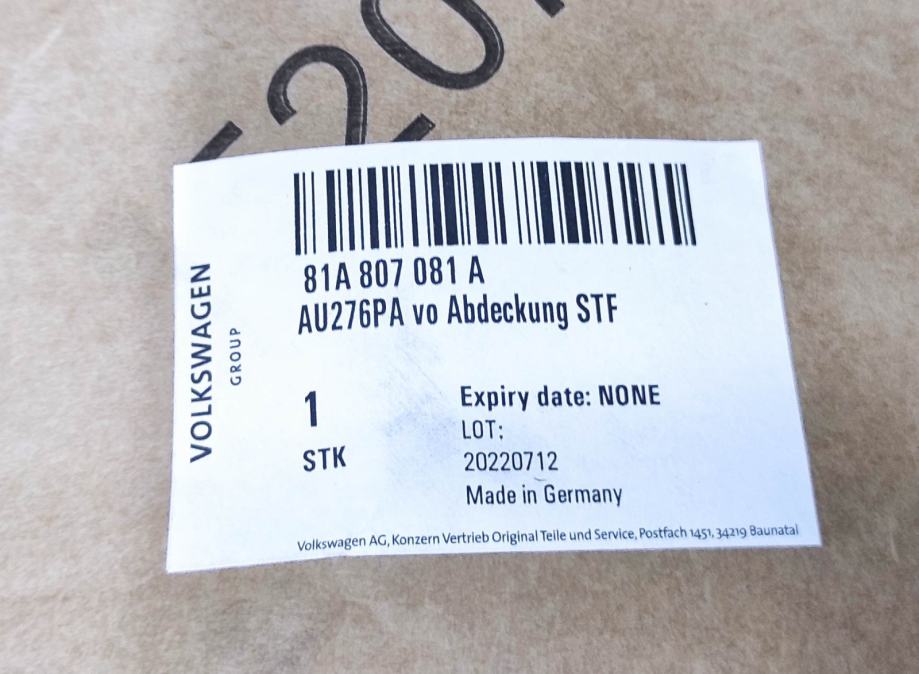 VOLKSWAGEN
GROUP
81A 807 081 A
AU276PA vo Abdeckung STF
1
STK
Expiry date: NONE
LOT:
20220712
Made in Germany
Volkswagen AG, Konzern Vertrieb Original Teile und Service, Postfach 1451, 34219 Baunatal